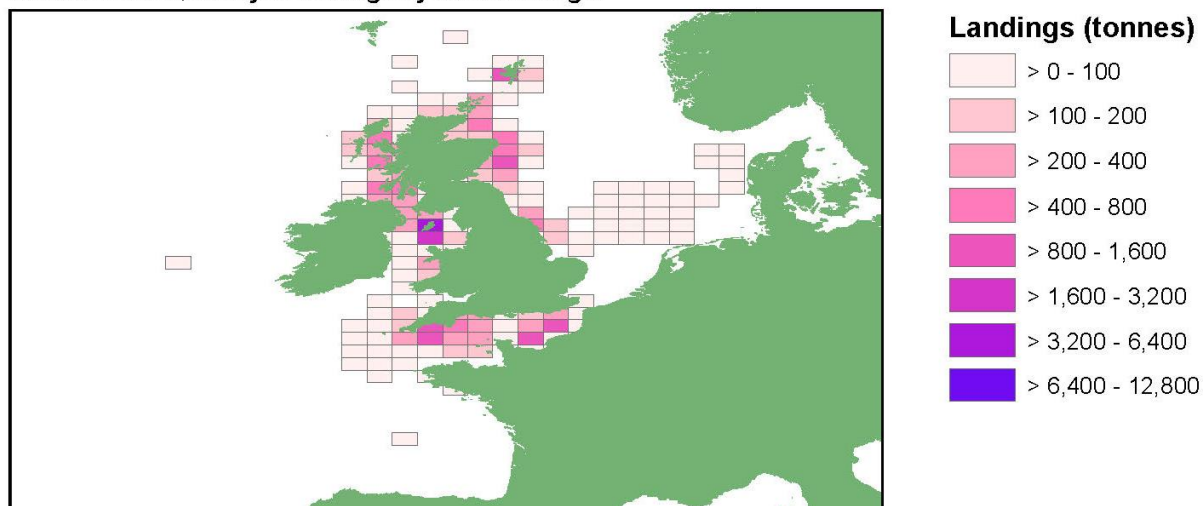 Landings (tonnes)
> 0 - 100
> 100 - 200
> 200 - 400
> 400 - 800
> 800 - 1,600
> 1,600 - 3,200
> 3,200 - 6,400
> 6,400 - 12,800